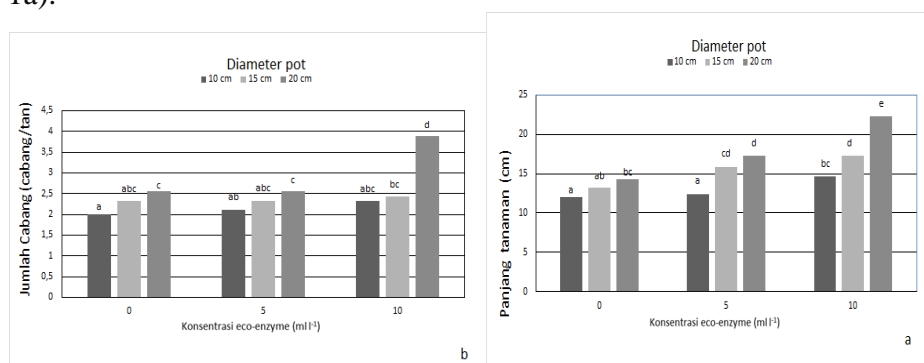 1a).
Diameter pot
10 cm 15 cm 20 cm
Jumlah Cabang (cabang/tan)
4,5
4
3,5
3
2,5
2
1,5
1
0,5
0
a abc c ab abc c abc bc d
0 5 10
Konsentrasi eco-enzyme (ml l-1)
b
Diameter pot
10 cm 15 cm 20 cm
Panjang tanaman (cm)
25
20
15
10
5
0
a ab bc a cd d bc d e
0 5 10
Konsentrasi eco-enzyme (ml l-1)
a